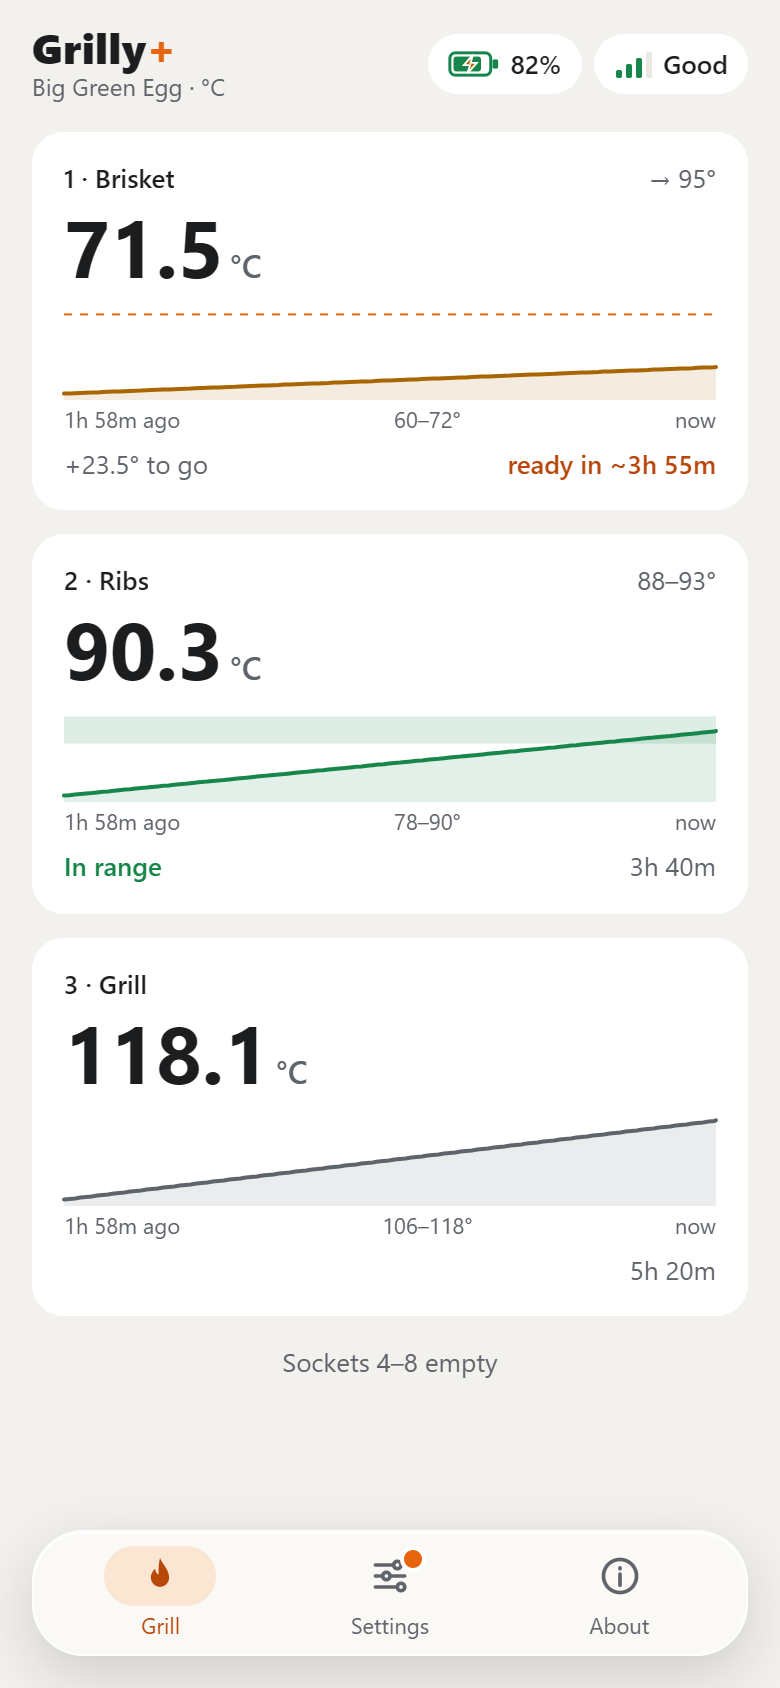 Grilly+
Big Green Egg · °C
82%
Good
1 · Brisket
→ 95°
71.5 °C
1h 58m ago
60–72°
now
+23.5° to go
ready in ~3h 55m
2 · Ribs
88–93°
90.3 °C
1h 58m ago
78–90°
now
In range
3h 40m
3 · Grill
118.1 °C
1h 58m ago
106–118°
now
5h 20m
Sockets 4–8 empty
Grill
Settings
About